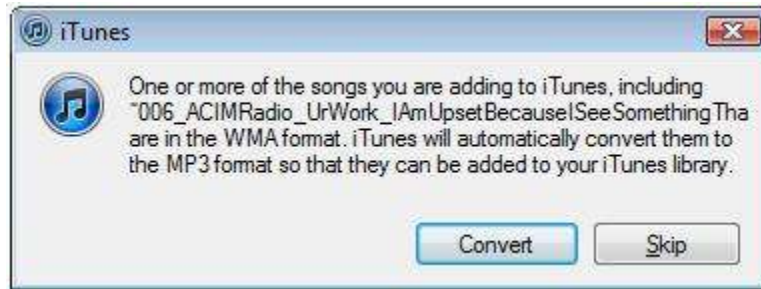 iTunes
One or more of the songs you are adding to iTunes, including
"006_ACIMRadio_UrWork_IAmUpsetBecauseISeeSomethingTha
are in the WMA format. iTunes will automatically convert them to
the MP3 format so that they can be added to your iTunes library.
Convert Skip